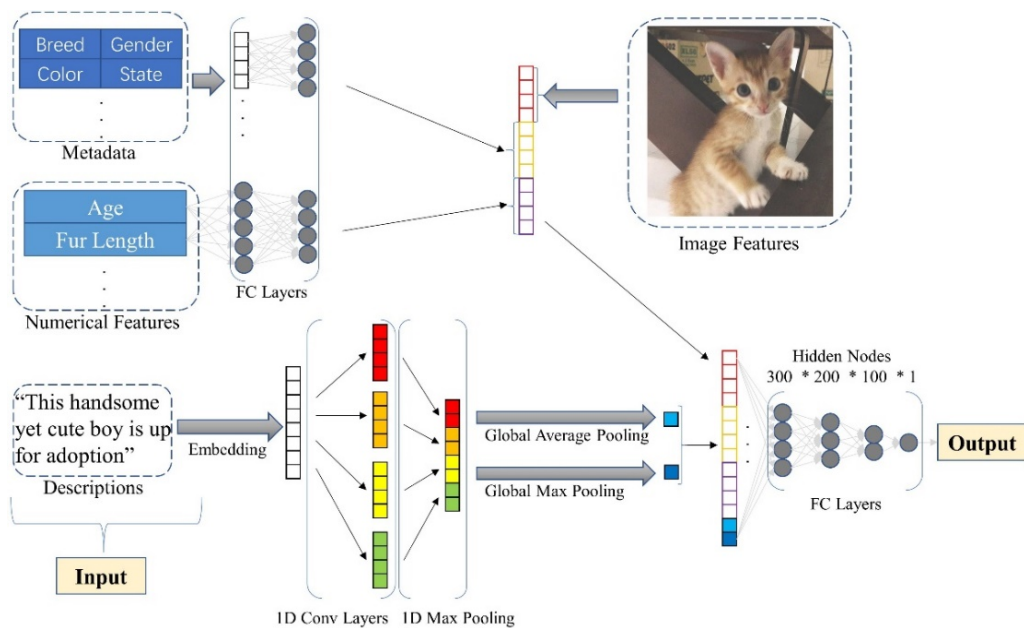 Breed Gender
Color State
.
.
.
Metadata
Age
Fur Length
.
.
.
Numerical Features
.
.
.
FC Layers
Image Features
“This handsome
yet cute boy is up
for adoption”
Descriptions
Input
Embedding
1D Conv Layers
1D Max Pooling
Global Average Pooling
Global Max Pooling
Hidden Nodes
300 * 200 * 100 * 1
FC Layers
Output